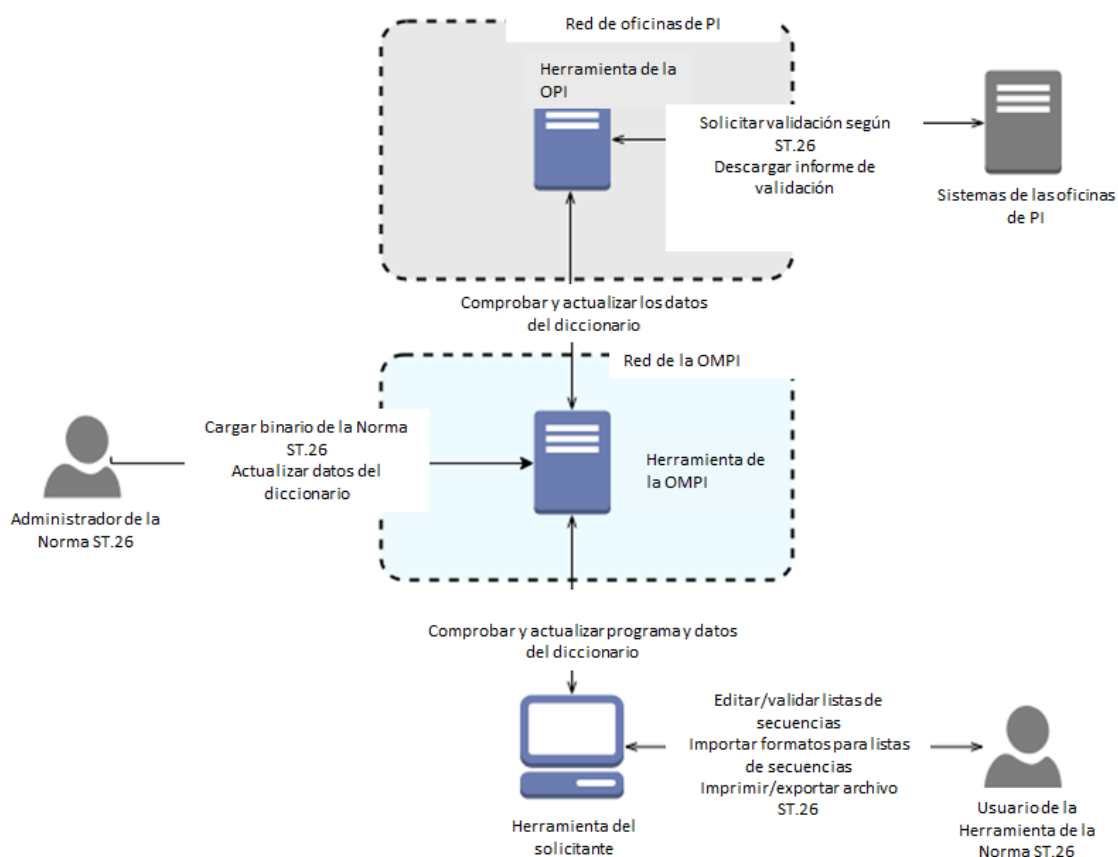 Red de oficinas de PI
Herramienta de la
OPI
Solicitar validación según
ST.26
Descargar informe de
validación
Sistemas de las oficinas
de PI
Comprobar y actualizar los datos
del diccionario
Red de la OMPI
Cargar binario de la Norma
ST.26
Actualizar datos del
diccionario
Herramienta de
la OMPI
Administrador de la
Norma ST.26
Comprobar y actualizar programa y datos
del diccionario
Editar/validar listas de
secuencias
Importar formatos para listas
de secuencias
Imprimir/exportar archivo
ST.26
Herramienta del
solicitante
Usuario de la
Herramienta de la
Norma ST.26